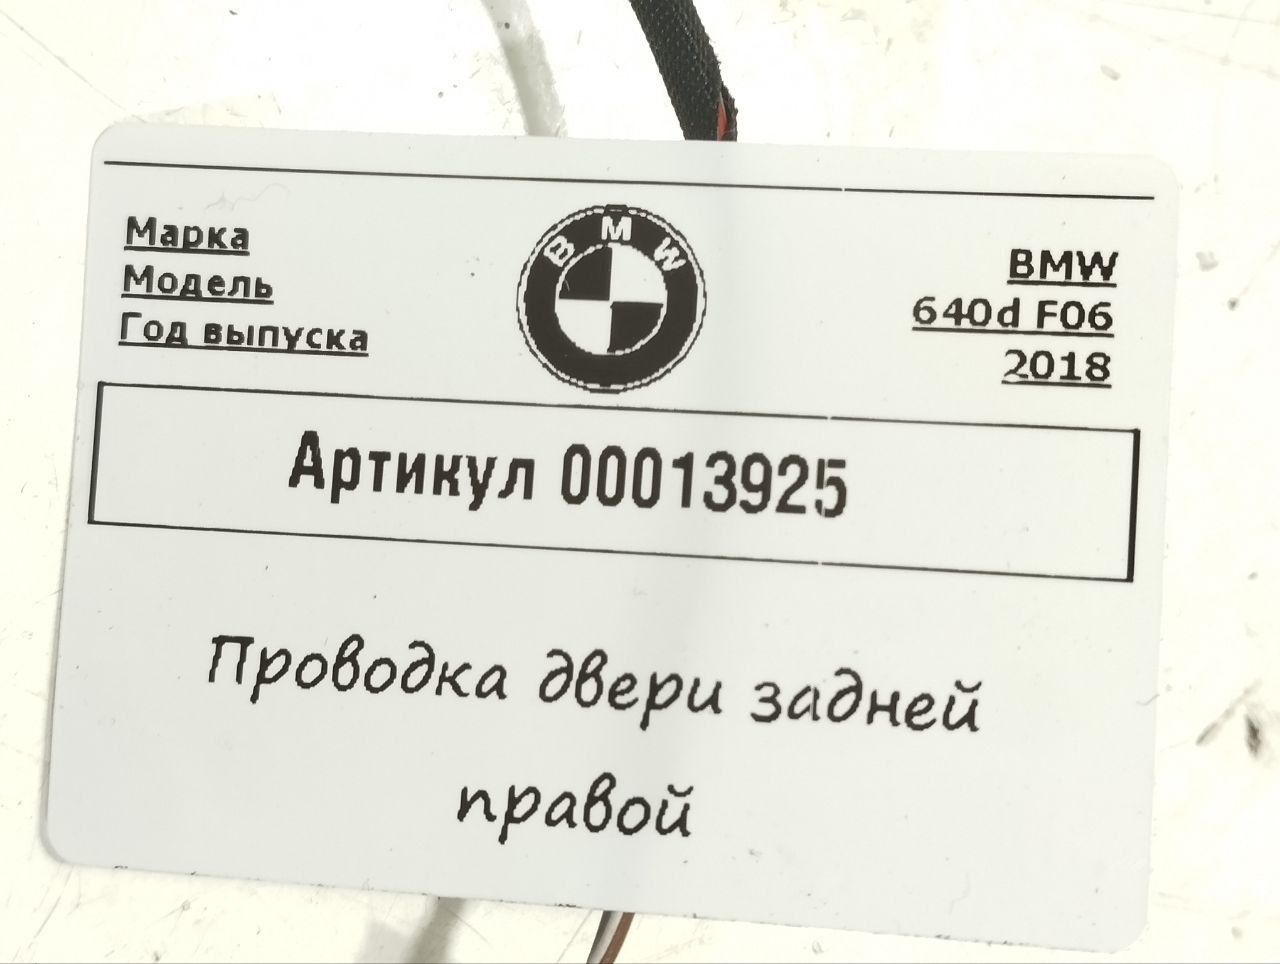 Марка
Модель
Год выпуска
BMW
BMW
640d F06
2018
Артикул 00013925
Проводка двери задней
правой